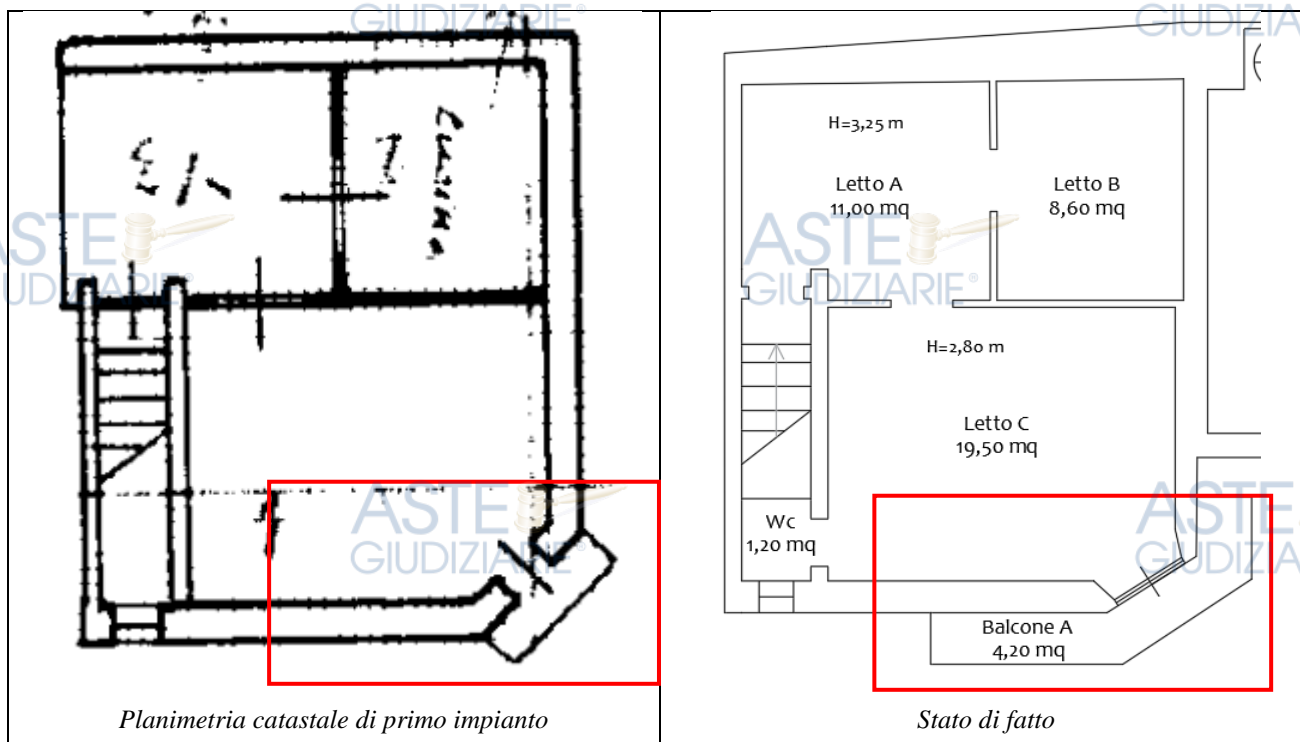 ASTE
GIUDIZIARIE®
H=3,25 m
Letto A
11,00 mq
Letto B
8,60 mq
H=2,80 m
Letto C
19,50 mq
Wc
1,20 mq
Balcone A
4,20 mq
Planimetria catastale di primo impianto
Stato di fatto